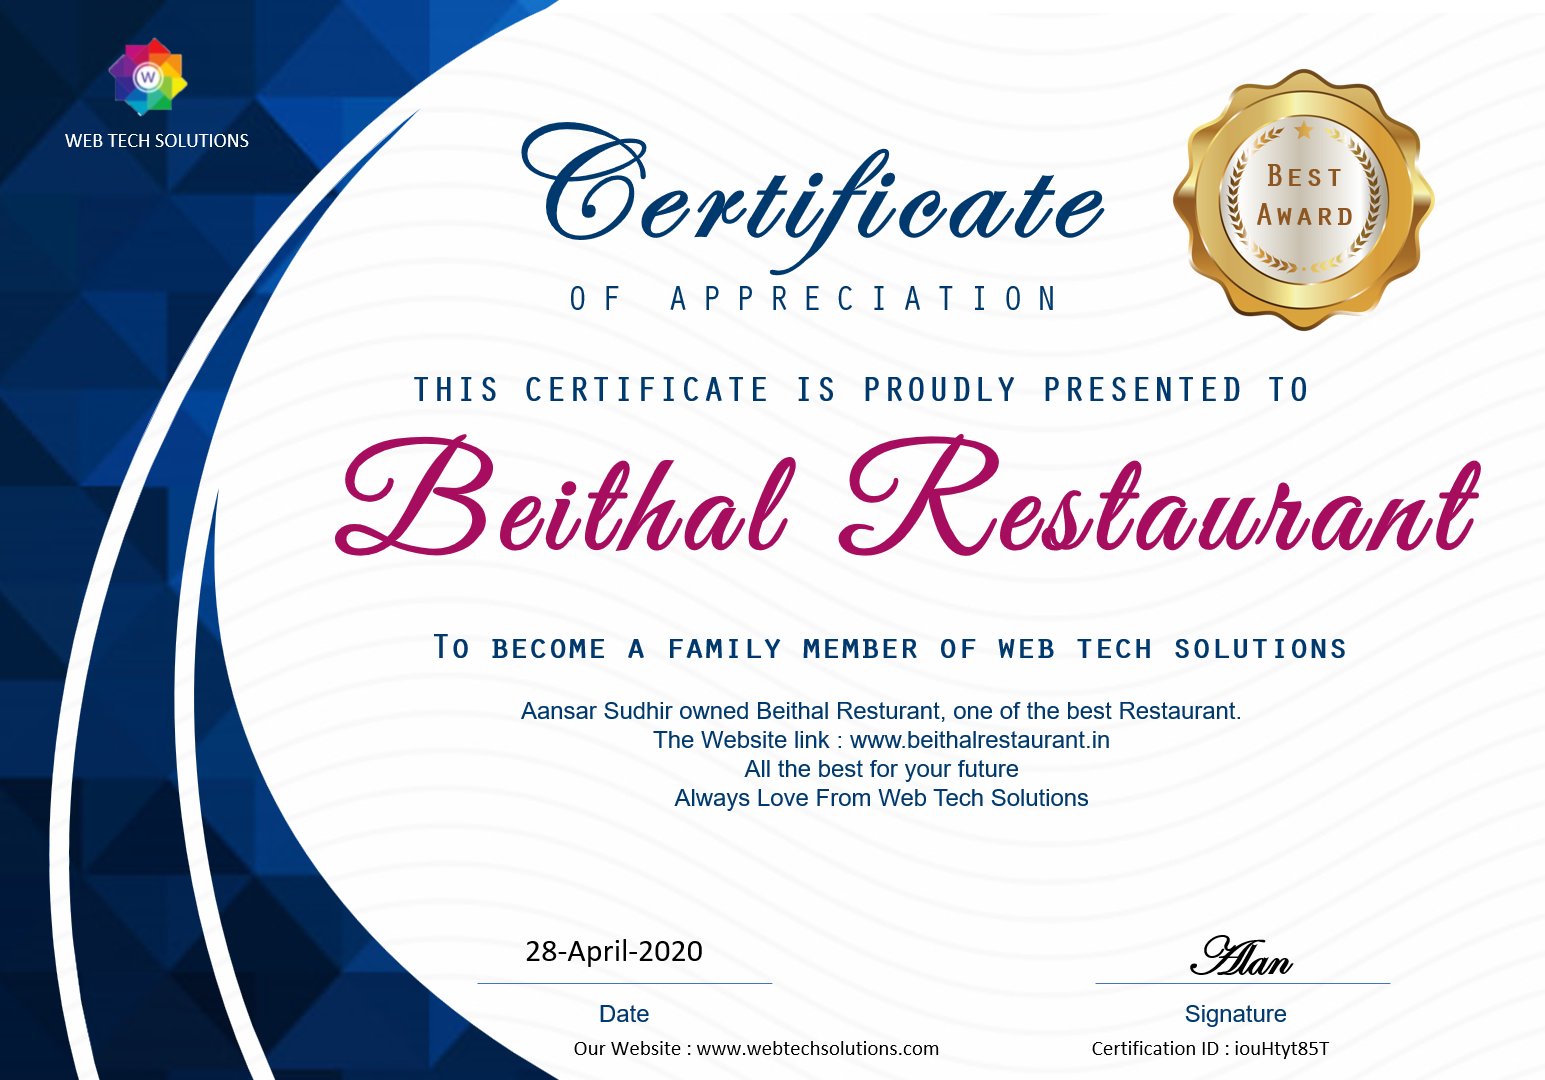 W
WEB TECH SOLUTIONS
Certificate
OF APPRECIATION
BEST
AWARD
THIS CERTIFICATE IS PROUDLY PRESENTED TO
Beithal Restaurant
TO BECOME A FAMILY MEMBER OF WEB TECH SOLUTIONS
Aansar Sudhir owned Beithal Resturant, one of the best Restaurant.
The Website link : www.beithalrestaurant.in
All the best for your future
Always Love From Web Tech Solutions
28-April-2020
Alan
Date
Signature
Our Website : www.webtechsolutions.com
Certification ID : iouHtyt85T